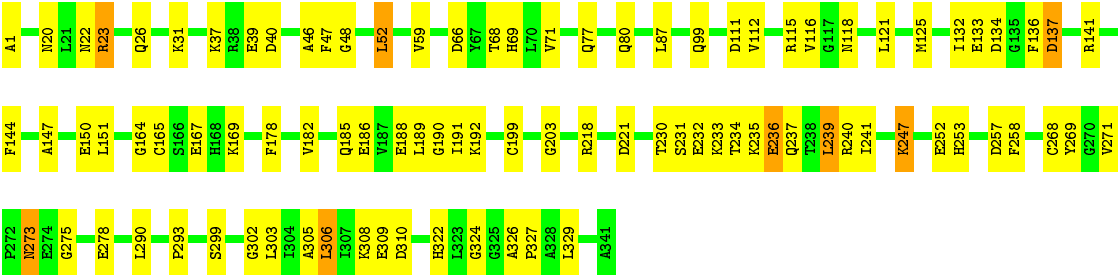 A1 N20 L21 N22 R23 Q26 K31 K37 R38 E39 D40 A46 F47 G48 L52 V59 D66 Y67 T68 H69 L70 V71 Q77 Q80 L87 Q99 D111 V112 R115 V116 G117 N118 L121 M125 I132 E133 D134 G135 F136 D137 R141
F144 A147 E150 L151 G164 C165 S166 E167 H168 K169 F178 V182 Q185 E186 V187 E188 L189 G190 I191 K192 C199 G203 R218 D221 T230 S231 E232 K233 T234 K235 E236 Q237 T238 L239 R240 I241 K247 E252 H253 D257 F258 C268 Y269 G270 V271
P272 N273 E274 G275 E278 L290 P293 S299 G302 L303 I304 A305 L306 I307 K308 E309 D310 H322 L323 G324 G325 A326 P327 A328 L329 A341